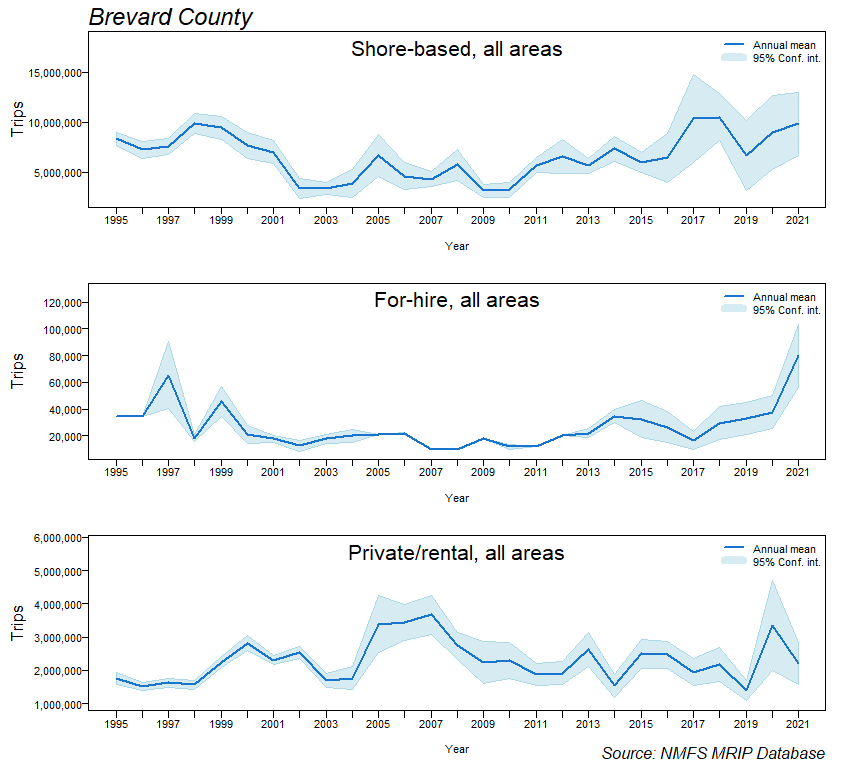 Brevard County
Shore-based, all areas
Annual mean
95% Conf. int.
Trips
15,000,000
10,000,000
5,000,000
1995 1997 1999 2001 2003 2005 2007 2009 2011 2013 2015 2017 2019 2021
Year
For-hire, all areas
Annual mean
95% Conf. int.
Trips
120,000
100,000
80,000
60,000
40,000
20,000
1995 1997 1999 2001 2003 2005 2007 2009 2011 2013 2015 2017 2019 2021
Year
Private/rental, all areas
Annual mean
95% Conf. int.
Trips
6,000,000
5,000,000
4,000,000
3,000,000
2,000,000
1,000,000
1995 1997 1999 2001 2003 2005 2007 2009 2011 2013 2015 2017 2019 2021
Year
Source: NMFS MRIP Database